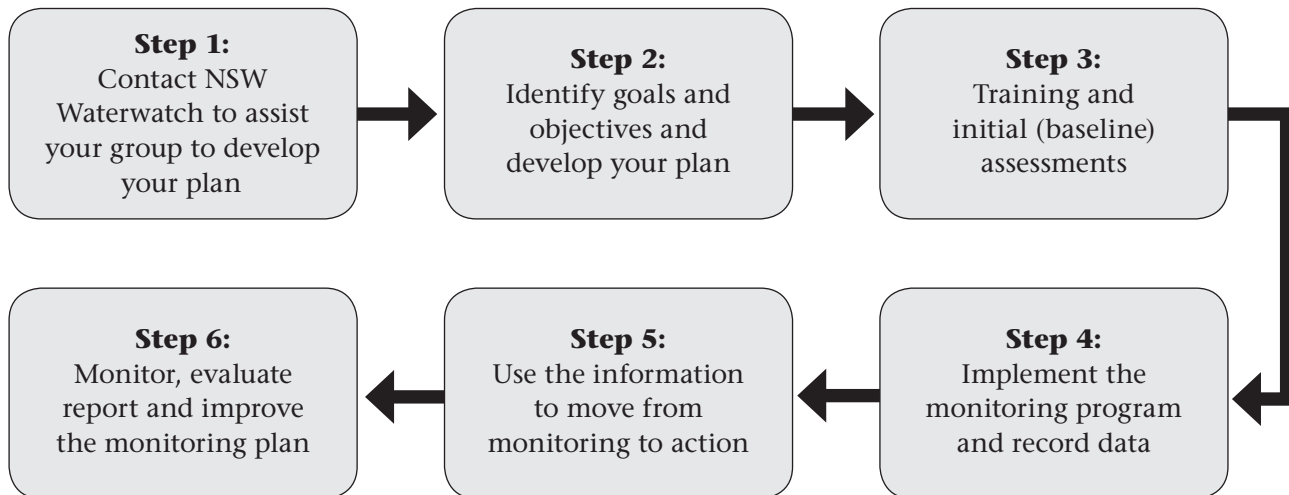 Step 1:
Contact NSW
Waterwatch to assist
your group to develop
your plan
Step 2:
Identify goals and
objectives and
develop your plan
Step 3:
Training and
initial (baseline)
assessments
Step 4:
Implement the
monitoring program
and record data
Step 5:
Use the information
to move from
monitoring to action
Step 6:
Monitor, evaluate
report and improve
the monitoring plan